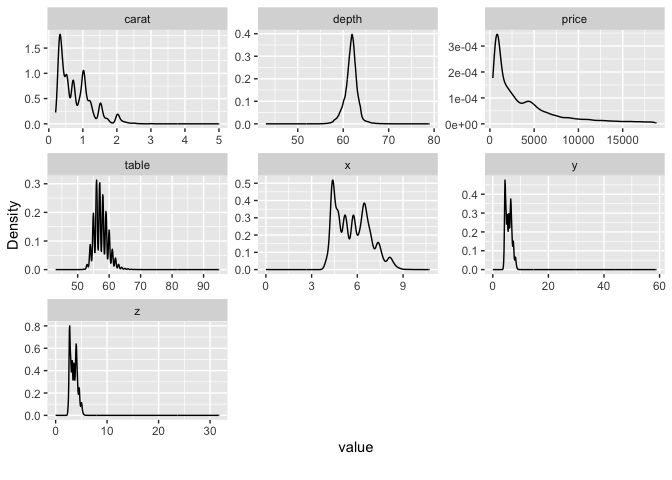 carat depth price
1.5
1.0
0.5
0.0
0.4
0.3
0.2
0.1
0.0
3e-04
2e-04
1e-04
0e+00
0 1 2 3 4 5
50 60 70 80
0 5000 10000 15000
table x y
Density
0.3
0.2
0.1
0.0
0.5
0.4
0.3
0.2
0.1
0.0
0.4
0.3
0.2
0.1
0.0
50 60 70 80 90
0 3 6 9
0 20 40 60
z
0.8
0.6
0.4
0.2
0.0
0 10 20 30
value